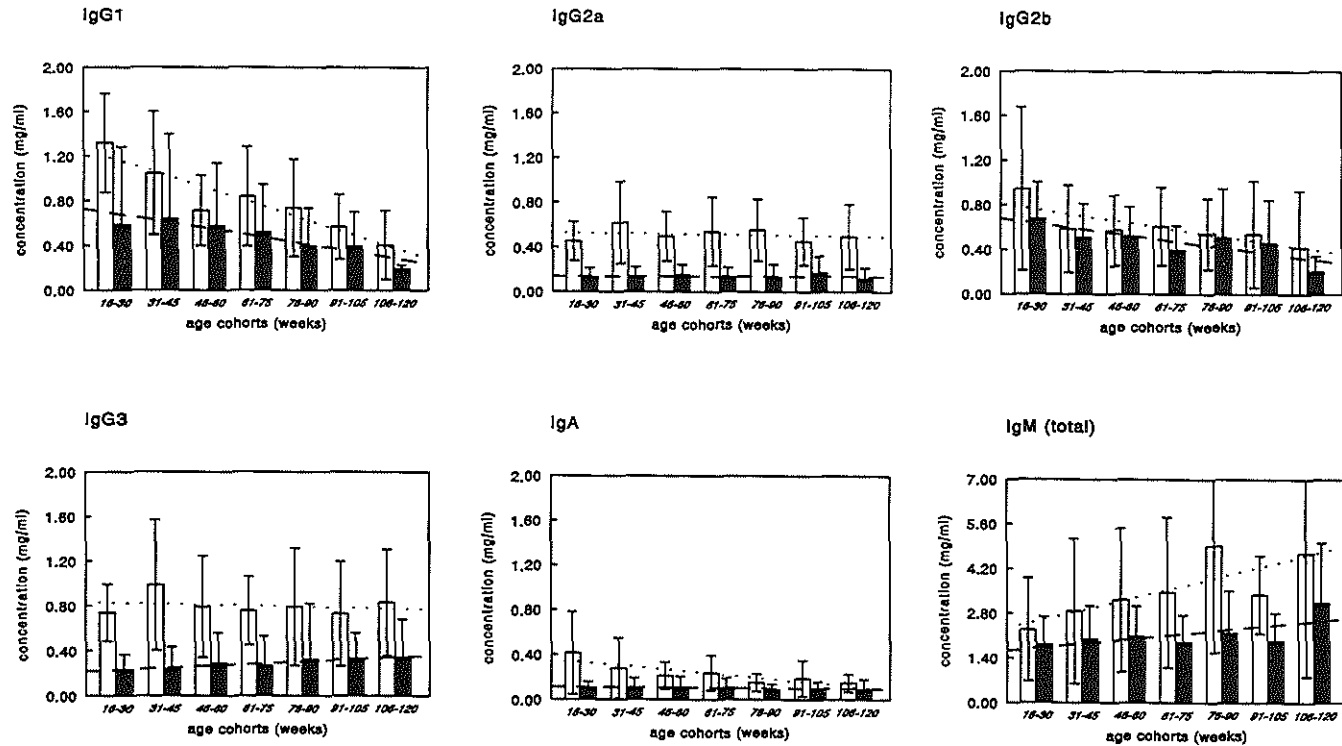 IgG1
concentration (mg/ml)
2.00
1.60
1.20
0.80
0.40
0.00
16-30 31-45 46-60 61-75 76-90 91-105 106-120
age cohorts (weeks)
IgG2a
concentration (mg/ml)
2.00
1.60
1.20
0.80
0.40
0.00
16-30 31-45 46-60 61-75 76-90 91-105 106-120
age cohorts (weeks)
IgG2b
concentration (mg/ml)
2.00
1.60
1.20
0.80
0.40
0.00
16-30 31-45 46-60 61-75 76-90 91-105 106-120
age cohorts (weeks)
IgG3
concentration (mg/ml)
2.00
1.60
1.20
0.80
0.40
0.00
16-30 31-45 46-60 61-75 76-90 91-105 106-120
age cohorts (weeks)
IgA
concentration (mg/ml)
2.00
1.60
1.20
0.80
0.40
0.00
16-30 31-45 46-60 61-75 76-90 91-105 106-120
age cohorts (weeks)
IgM (total)
concentration (mg/ml)
7.00
5.60
4.20
2.80
1.40
0.00
16-30 31-45 46-60 61-75 76-90 91-105 106-120
age cohorts (weeks)